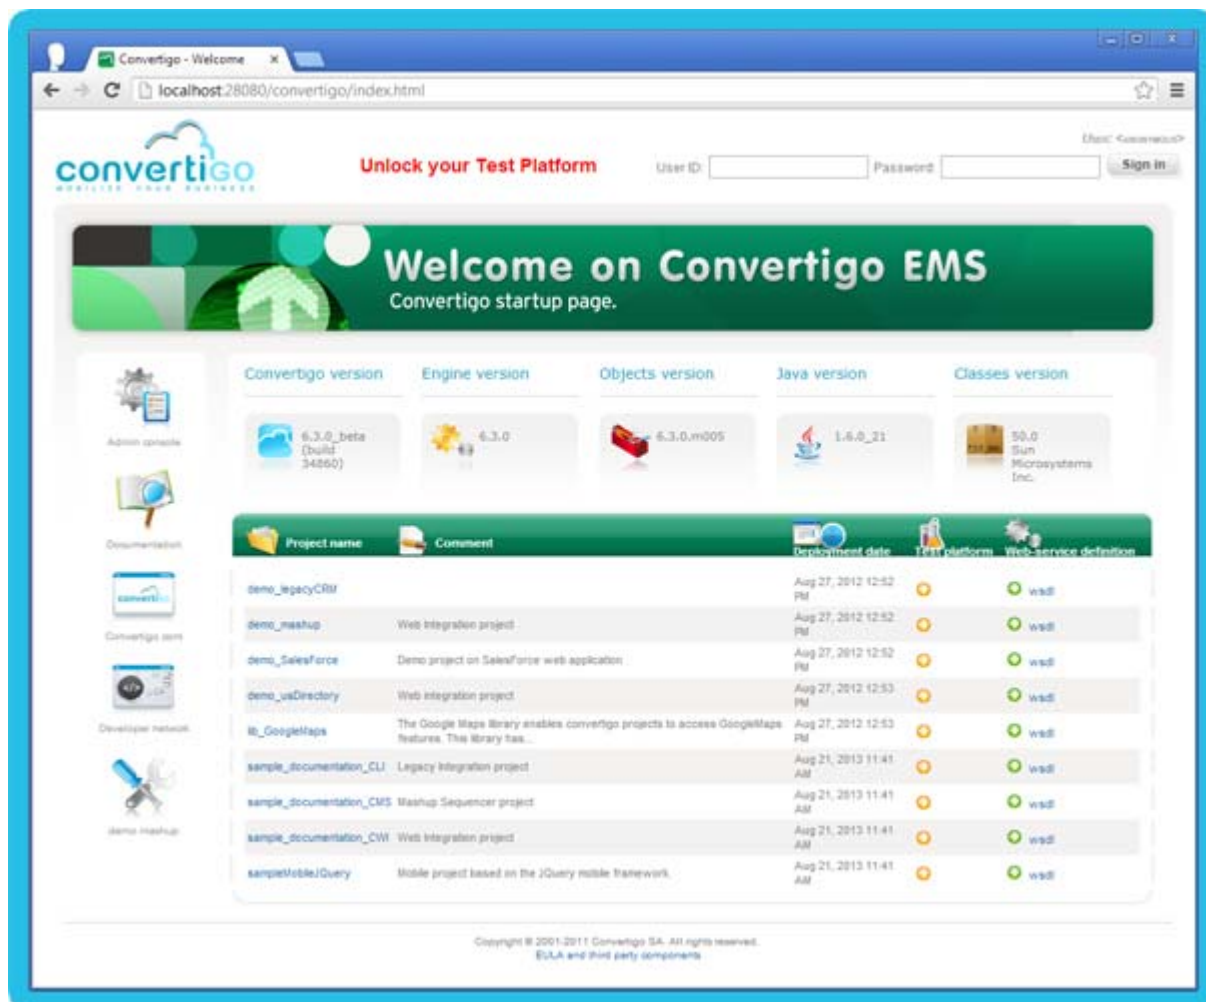 Convertigo - Welcome
localhost:28080/convertigo/index.html
convertigo
MOBILIZE YOUR BUSINESS
Unlock your Test Platform
User ID:
Password:
Sign in
Welcome on Convertigo EMS
Convertigo startup page.
Admin console
Documentation
Convertigo.com
Developer network
demo mashup
Convertigo version Engine version Objects version Java version Classes version
6.3.0_beta
(build
34860)
6.3.0
6.3.0.m005
1.6.0_21
50.0
Sun
Microsystems
Inc.
Project name Comment Deployment date Test platform Web-service definition
demo_legacyCRM Aug 27, 2012 12:52
PM wsdl
demo_mashup Web Integration project Aug 27, 2012 12:52
PM wsdl
demo_SalesForce Demo project on SalesForce web application Aug 27, 2012 12:52
PM wsdl
demo_usDirectory Web integration project Aug 27, 2012 12:53
PM wsdl
lib_GoogleMaps The Google Maps library enables convertigo projects to access GoogleMaps Aug 27, 2012 12:53
features. This library has... PM wsdl
sample_documentation_CLI Legacy Integration project Aug 21, 2013 11:41
AM wsdl
sample_documentation_CMS Mashup Sequencer project Aug 21, 2013 11:41
AM wsdl
sample_documentation_CWI Web Integration project Aug 21, 2013 11:41
AM wsdl
sampleMobileJQuery Mobile project based on the JQuery mobile framework. Aug 21, 2013 11:41
AM wsdl
Copyright © 2001-2011 Convertigo SA. All rights reserved.
EULA and third party components